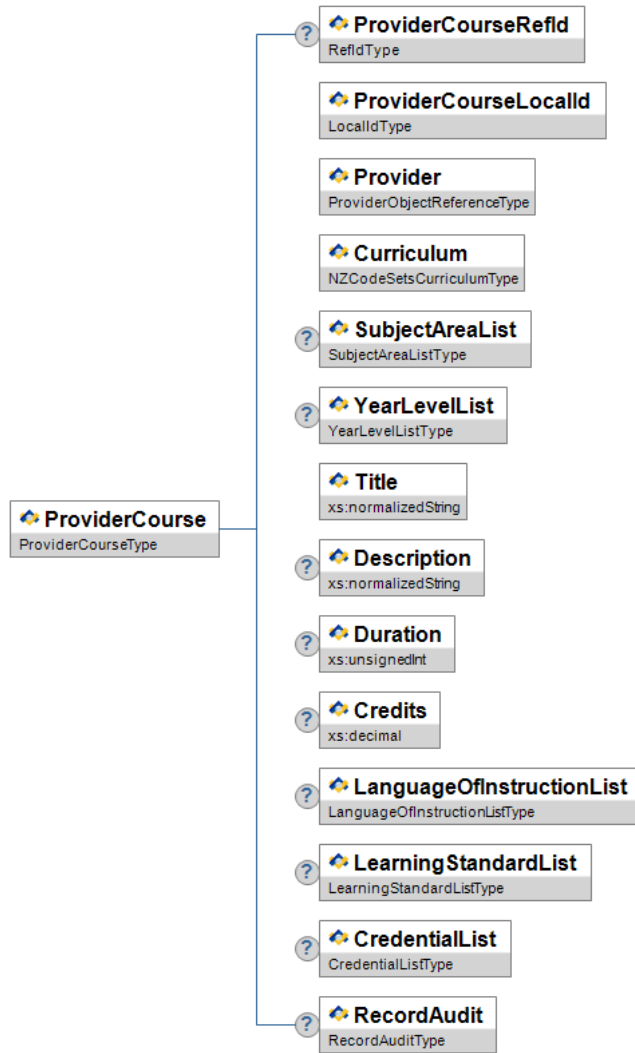 ?
ProviderCourseRefId
RefIdType
ProviderCourseLocalId
LocalIdType
Provider
ProviderObjectReferenceType
Curriculum
NZCodeSetsCurriculumType
?
SubjectAreaList
SubjectAreaListType
?
YearLevelList
YearLevelListType
Title
xs:normalizedString
ProviderCourse
ProviderCourseType
?
Description
xs:normalizedString
?
Duration
xs:unsignedInt
?
Credits
xs:decimal
?
LanguageOfInstructionList
LanguageOfInstructionListType
?
LearningStandardList
LearningStandardListType
?
CredentialList
CredentialListType
?
RecordAudit
RecordAuditType